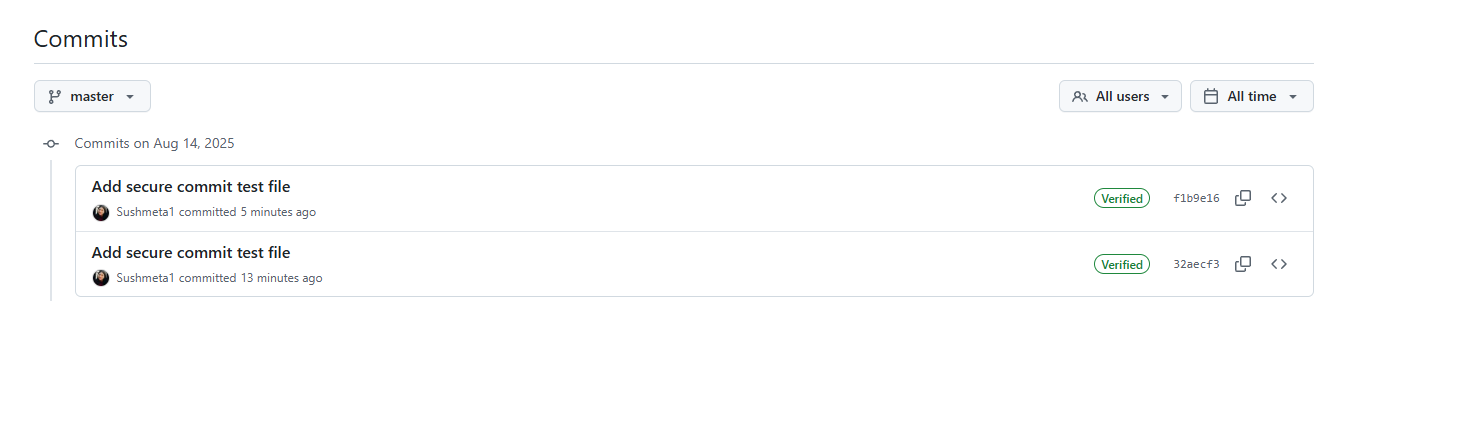 Commits
master
All users
All time
Commits on Aug 14, 2025
Add secure commit test file
Verified
f1b9e16
Sushmeta1 committed 5 minutes ago
Add secure commit test file
Verified
32aecf3
Sushmeta1 committed 13 minutes ago